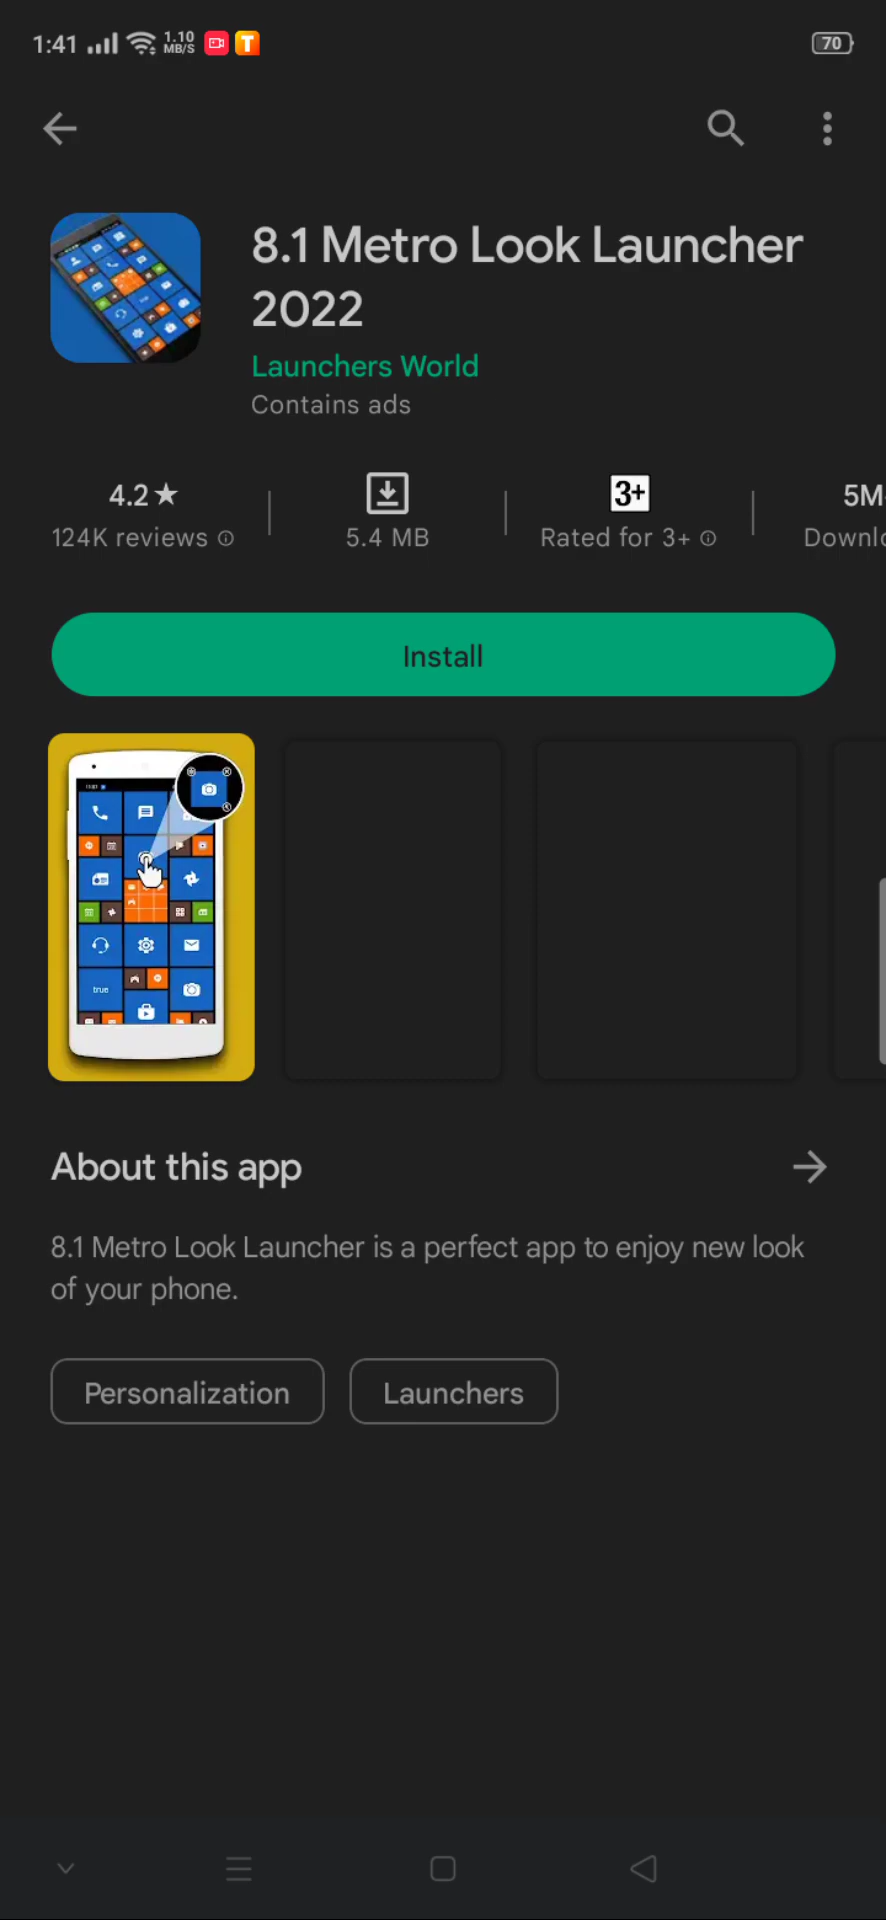 1:41 1.10 MB/S T 70
8.1 Metro Look Launcher
2022
Launchers World
Contains ads
4.2★ 3+ 5M
124K reviews 5.4 MB Rated for 3+ Downlo
Install
true
About this app
8.1 Metro Look Launcher is a perfect app to enjoy new look
of your phone.
Personalization Launchers